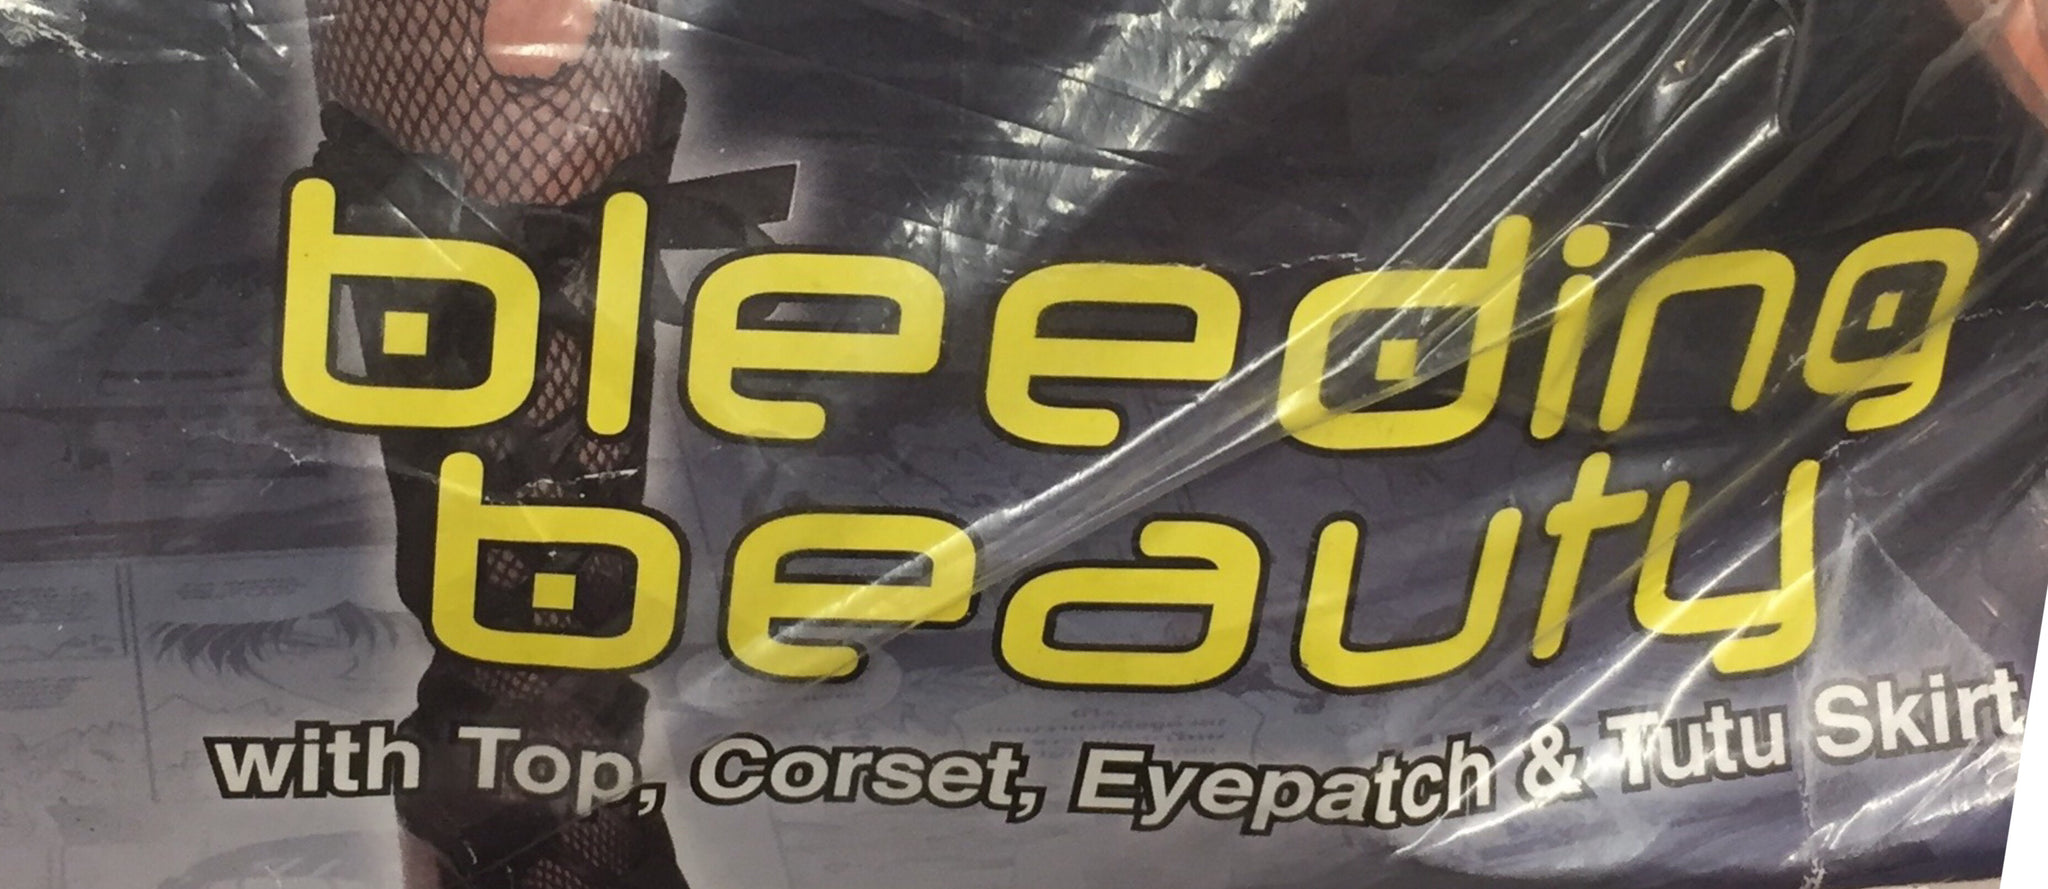 bleeding
beauty
with Top, Corset, Eyepatch & Tutu Skirt